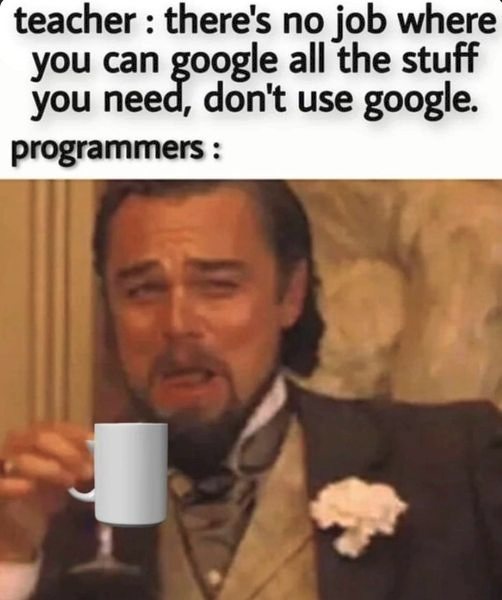 teacher : there's no job where
you can google all the stuff
you need, don't use google.
programmers :